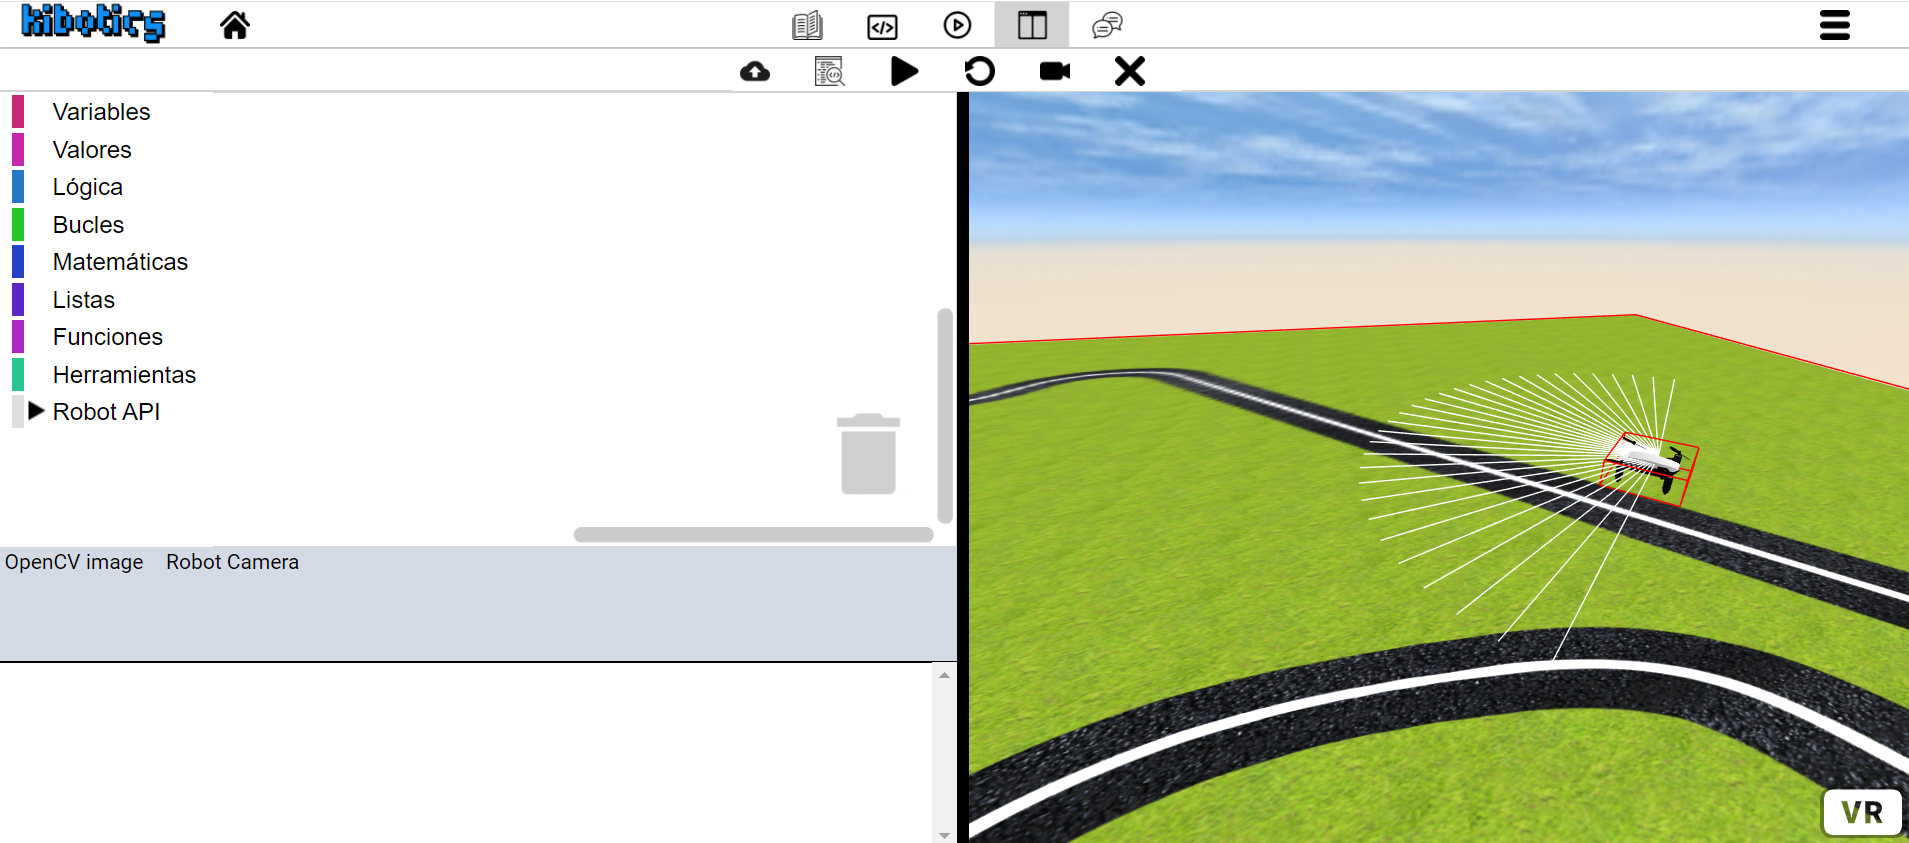 kibotics
Variables
Valores
Lógica
Bucles
Matemáticas
Listas
Funciones
Herramientas
Robot API
OpenCV image Robot Camera
VR